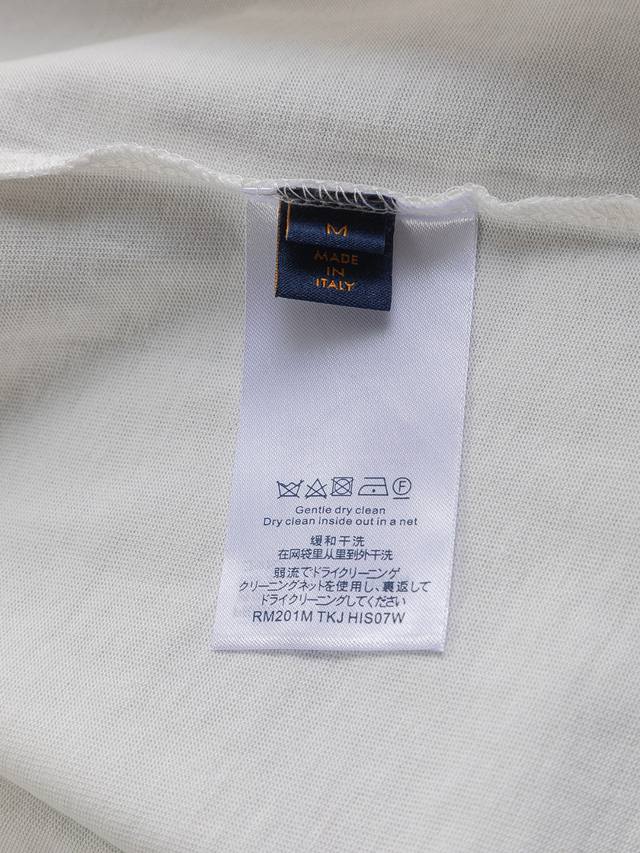 M
MADE
IN
ITALY
Gentle dry clean
Dry clean inside out in a net
缓和干洗
在网袋里从里到外干洗
弱流でドライクリーニング
クリーニングネットを使用し、裏返して
ドライクリーニングしてください
RM201M TKJ HIS07W